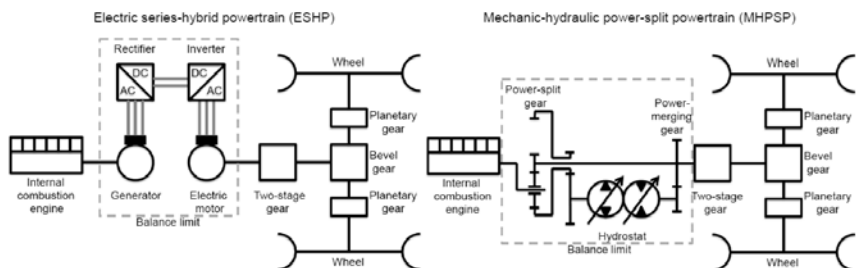 Electric series-hybrid powertrain (ESHP)
Rectifier
Inverter
DC
AC
DC
AC
Internal
combustion
engine
Generator
Electric
motor
Balance limit
Two-stage
gear
Wheel
Planetary
gear
Bevel
gear
Planetary
gear
Wheel
Mechanic-hydraulic power-split powertrain (MHPSP)
Power-split
gear
Power-
merging
gear
Internal
combustion
engine
Hydrostat
Balance limit
Two-stage
gear
Wheel
Planetary
gear
Bevel
gear
Planetary
gear
Wheel